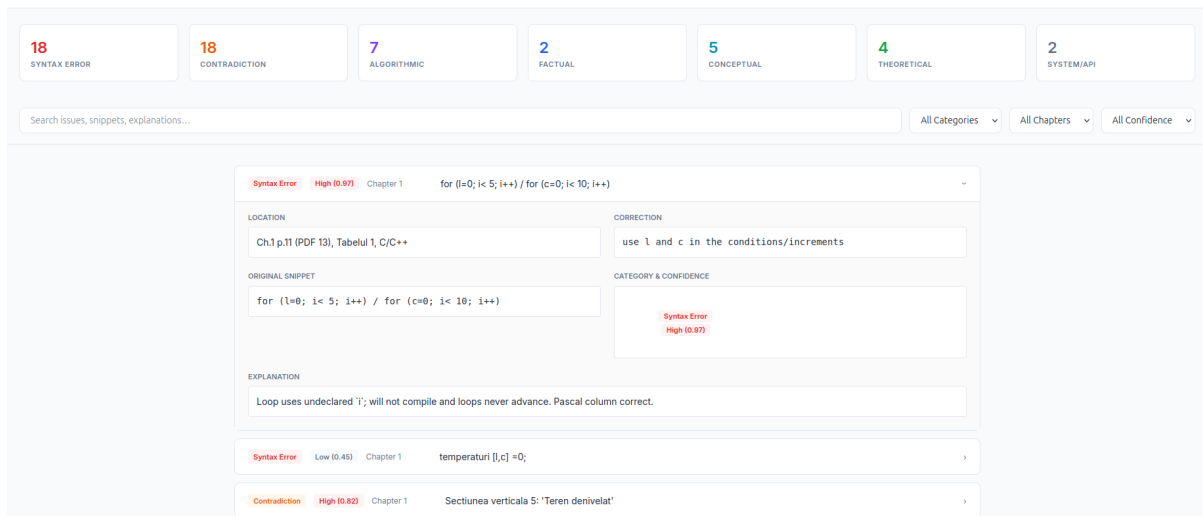 18
SYNTAX ERROR
18
CONTRADICTION
7
ALGORITHMIC
2
FACTUAL
5
CONCEPTUAL
4
THEORETICAL
2
SYSTEM/API
Search issues, snippets, explanations...
All Categories
All Chapters
All Confidence
Syntax Error High (0.97) Chapter 1 for (l=0; i< 5; i++) / for (c=0; i< 10; i++)
LOCATION
Ch.1 p.11 (PDF 13), Tabelul 1, C/C++
CORRECTION
use l and c in the conditions/increments
ORIGINAL SNIPPET
for (l=0; i< 5; i++) / for (c=0; i< 10; i++)
CATEGORY & CONFIDENCE
Syntax Error
High (0.97)
EXPLANATION
Loop uses undeclared `i`; will not compile and loops never advance. Pascal column correct.
Syntax Error Low (0.45) Chapter 1 temperaturi [l,c] =0;
Contradiction High (0.82) Chapter 1 Sectiunea verticala 5: 'Teren denivelat'